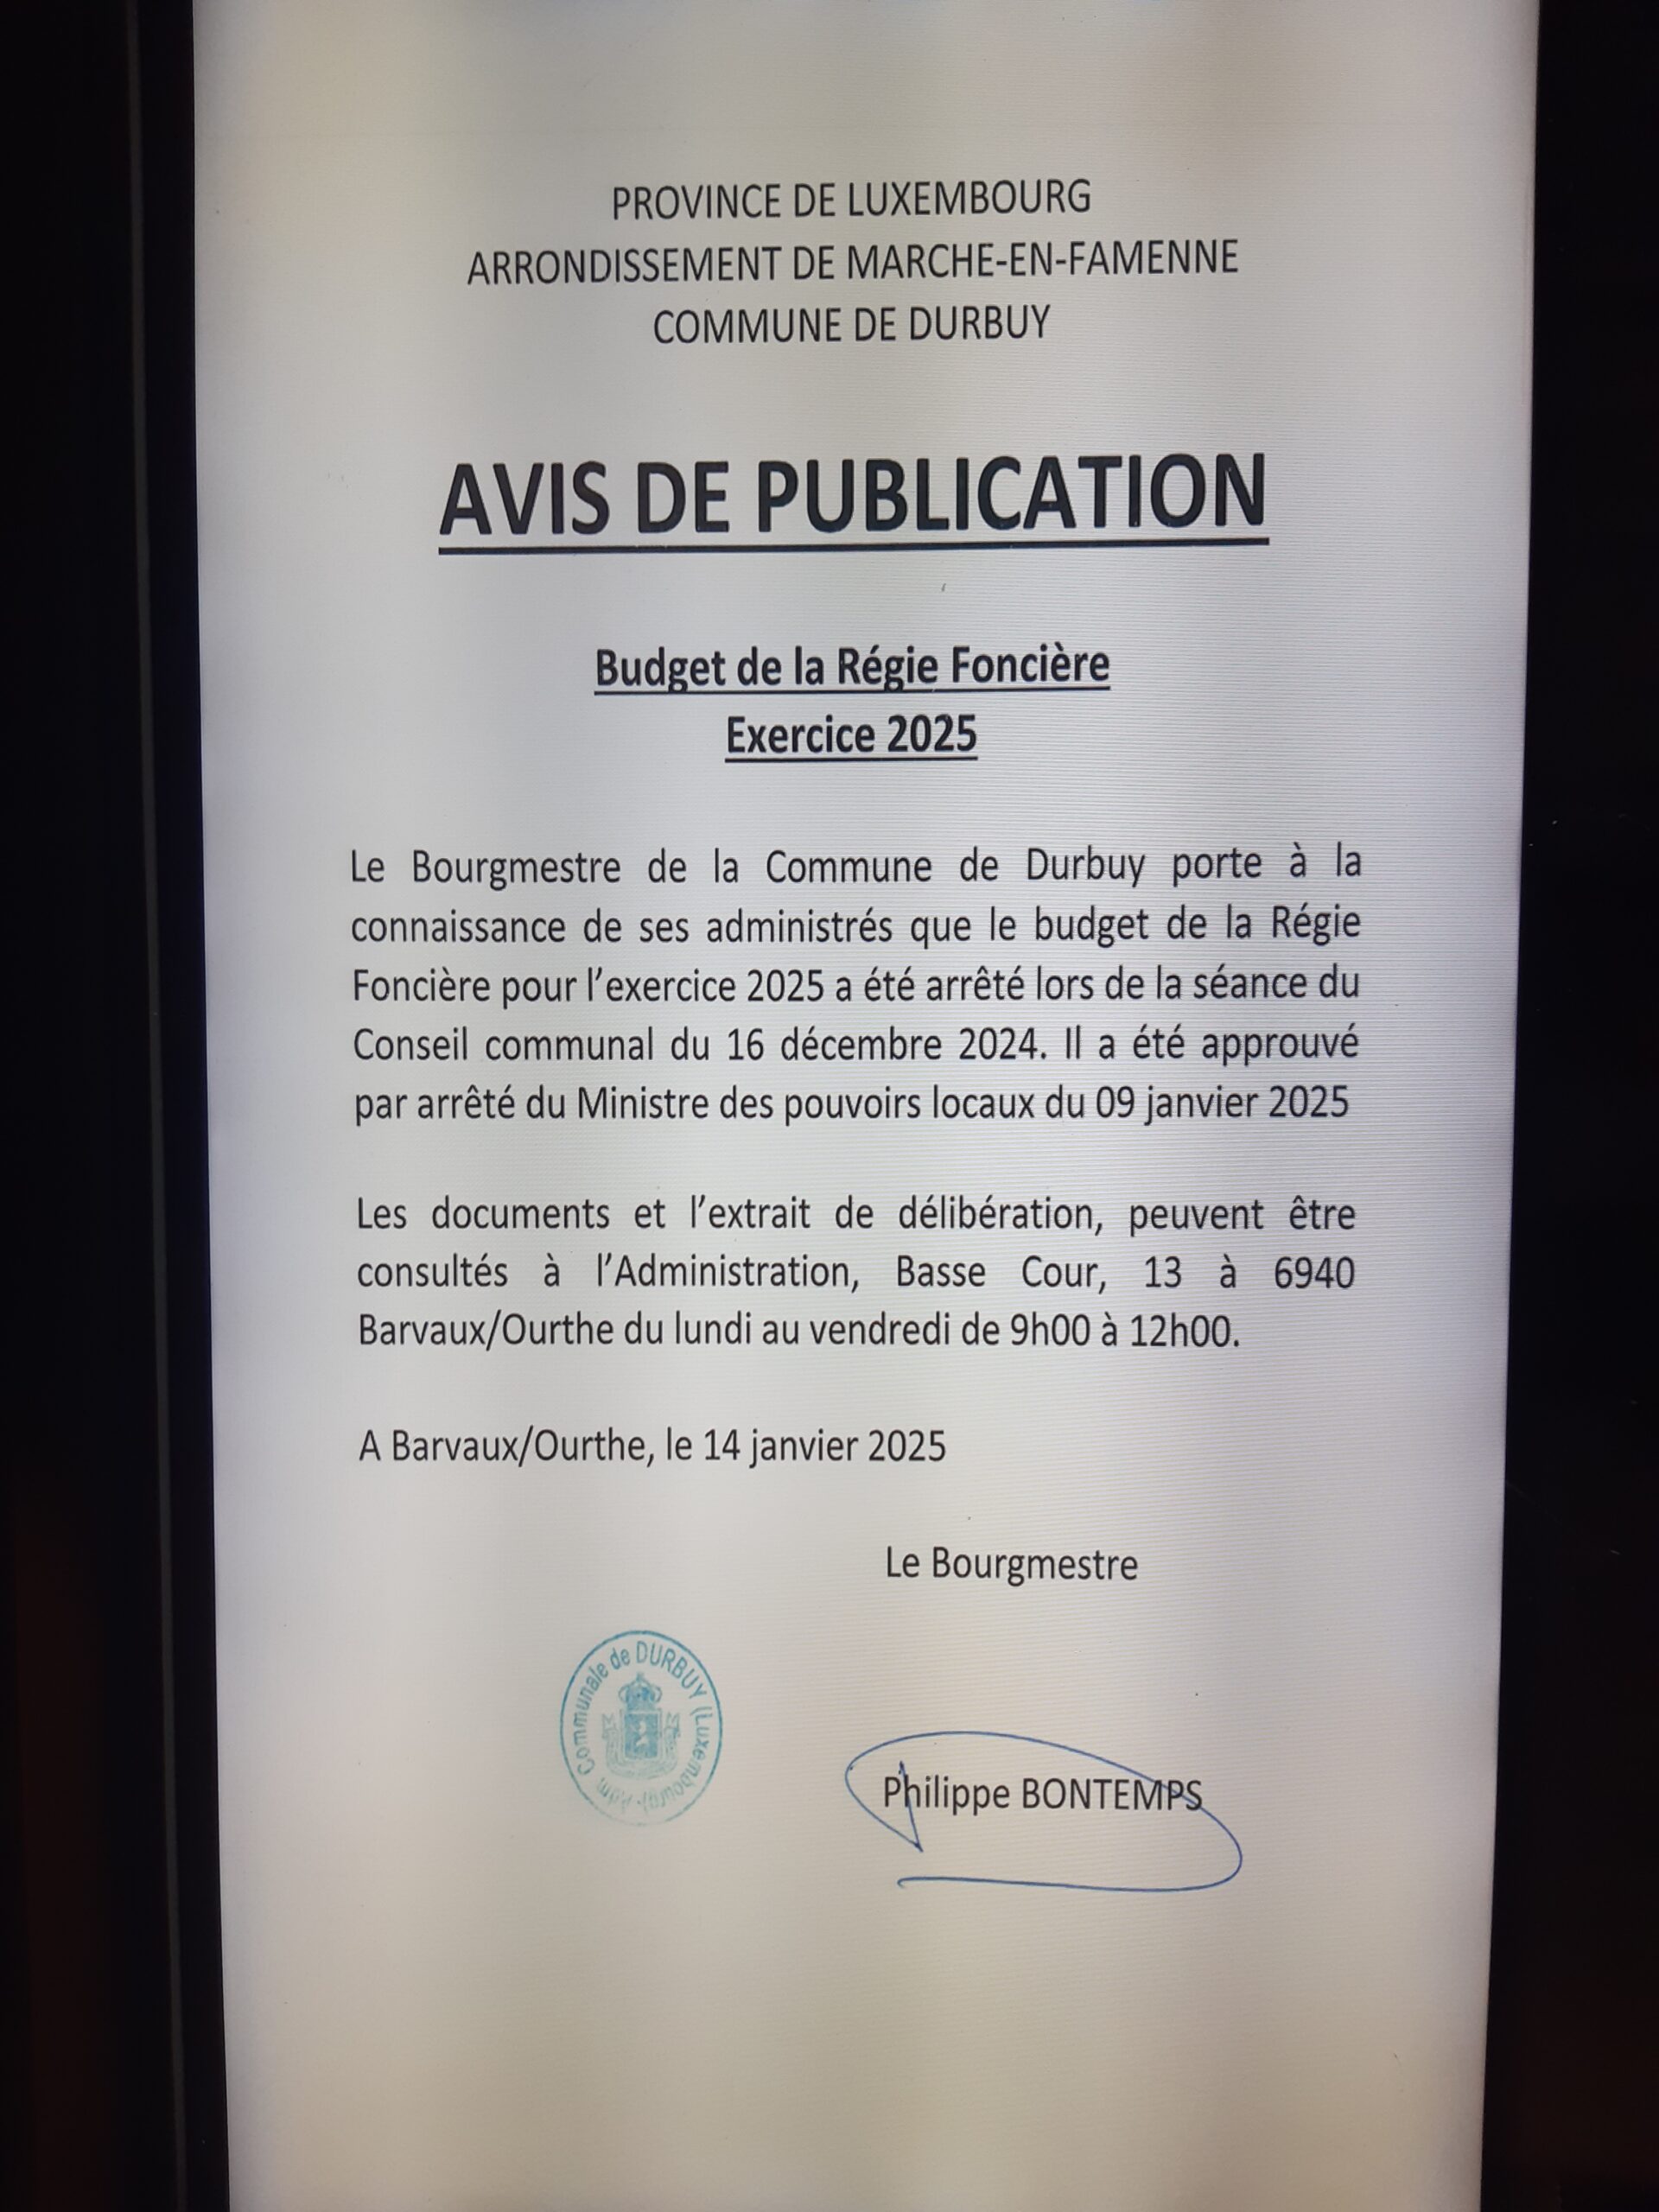 PROVINCE DE LUXEMBOURG
ARRONDISSEMENT DE MARCHE-EN-FAMENNE
COMMUNE DE DURBUY
AVIS DE PUBLICATION
Budget de la Régie Foncière
Exercice 2025
Le Bourgmestre de la Commune de Durbuy porte à la
connaissance de ses administrés que le budget de la Régie
Foncière pour l'exercice 2025 a été arrêté lors de la séance du
Conseil communal du 16 décembre 2024. Il a été approuvé
par arrêté du Ministre des pouvoirs locaux du 09 janvier 2025
Les documents et l'extrait de délibération, peuvent être
consultés à l'Administration, Basse Cour, 13 à 6940
Barvaux/Ourthe du lundi au vendredi de 9h00 à 12h00.
A Barvaux/Ourthe, le 14 janvier 2025
Le Bourgmestre
Adm. Communale de DURBUY (Luxembourg)
Philippe BONTEMPS